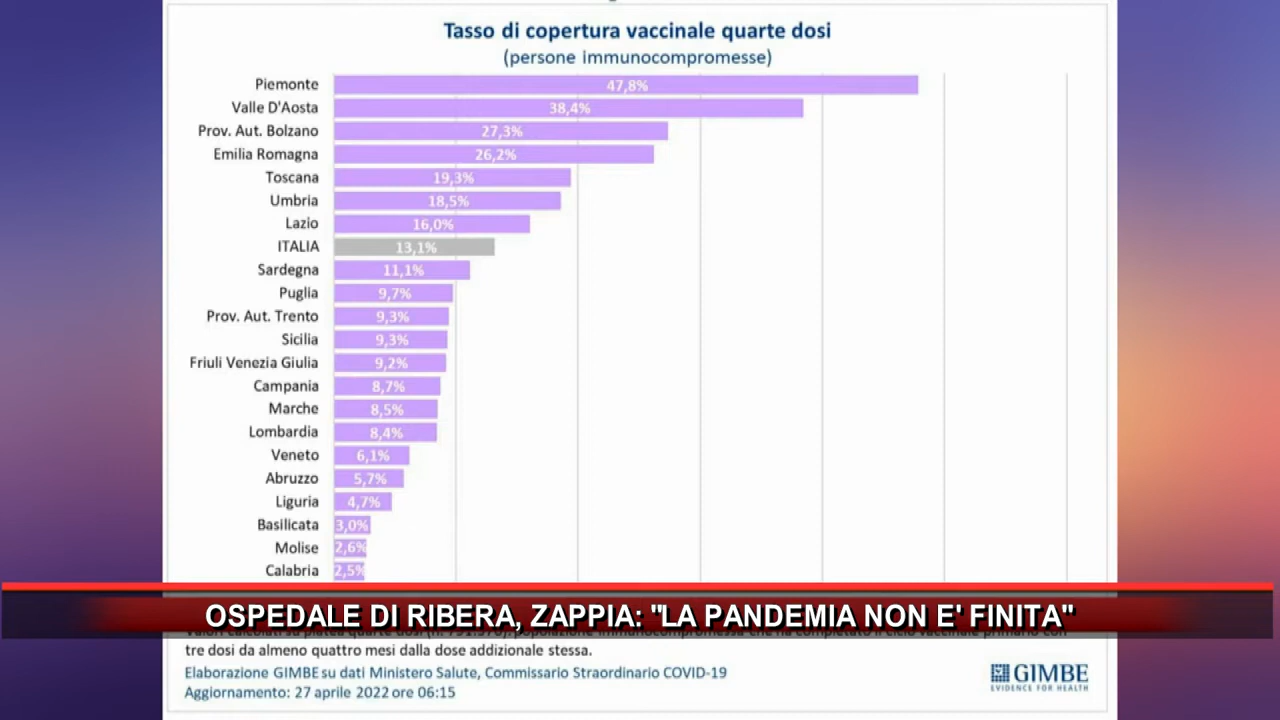 Tasso di copertura vaccinale quarte dosi
(persone immunocompromesse)
Piemonte 47,8%
Valle D'Aosta 38,4%
Prov. Aut. Bolzano 27,3%
Emilia Romagna 26,2%
Toscana 19,3%
Umbria 18,5%
Lazio 16,0%
ITALIA 13,1%
Sardegna 11,1%
Puglia 9,7%
Prov. Aut. Trento 9,3%
Sicilia 9,3%
Friuli Venezia Giulia 9,2%
Campania 8,7%
Marche 8,5%
Lombardia 8,4%
Veneto 6,1%
Abruzzo 5,7%
Liguria 4,7%
Basilicata 3,0%
Molise 2,6%
Calabria 2,5%
OSPEDALE DI RIBERA, ZAPPIA: "LA PANDEMIA NON E' FINITA"
tre dosi da almeno quattro mesi dalla dose addizionale stessa.
Elaborazione GIMBE su dati Ministero Salute, Commissario Straordinario COVID-19
Aggiornamento: 27 aprile 2022 ore 06:15
GIMBE
EVIDENCE FOR HEALTH